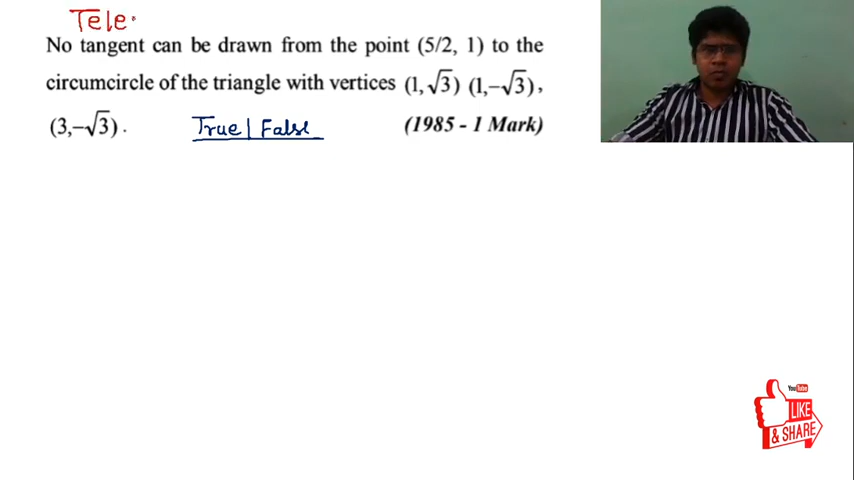 Tele.
No tangent can be drawn from the point (5/2, 1) to the
circumcircle of the triangle with vertices (1,√3) (1,−√3),
(3,−√3). True | False (1985 - 1 Mark)
YouTube
LIKE
& SHARE